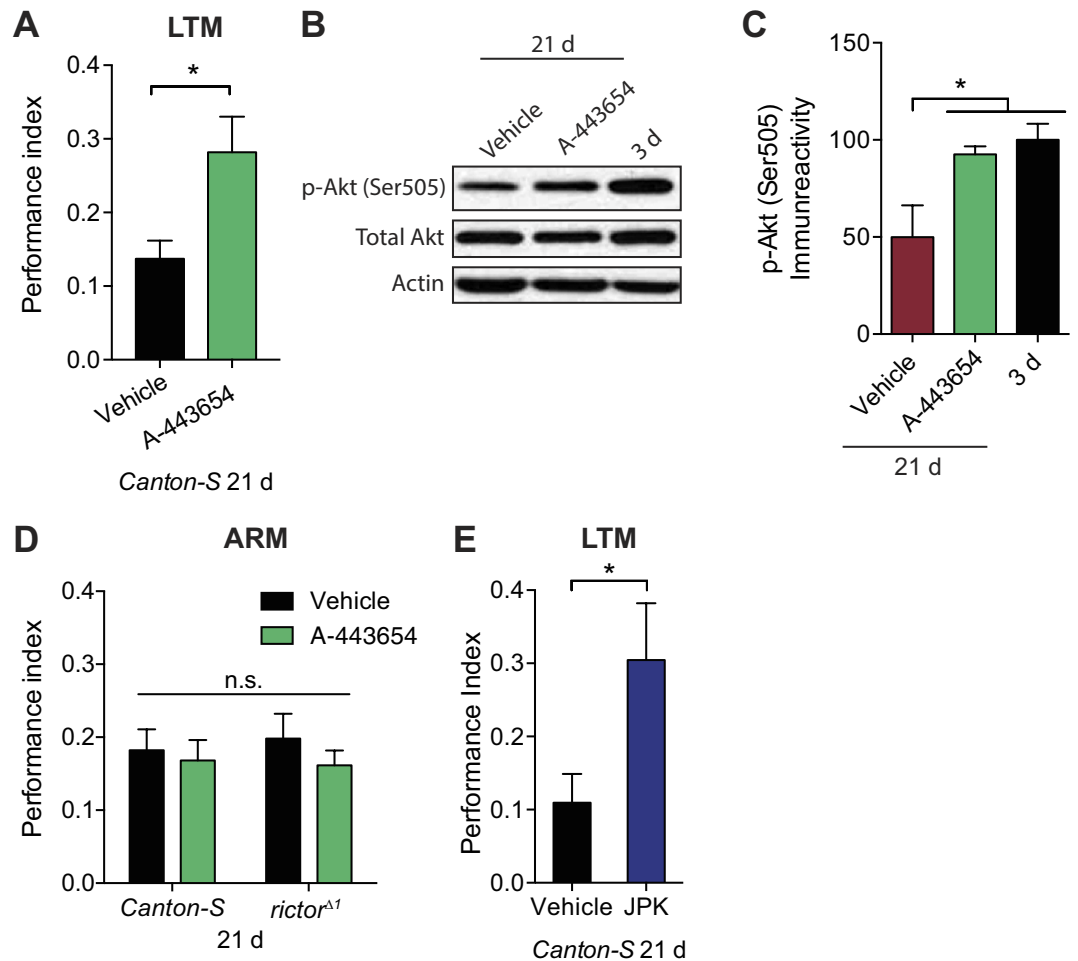 A
LTM
Performance index
0.4
0.3
0.2
0.1
0.0
*
Vehicle
A-443654
Canton-S 21 d
B
21 d
Vehicle
A-443654
3 d
p-Akt (Ser505)
Total Akt
Actin
C
p-Akt (Ser505)
Immunreactivity
150
100
50
0
*
Vehicle
A-443654
3 d
21 d
D
ARM
Performance index
0.4
0.3
0.2
0.1
0.0
Vehicle
A-443654
n.s.
Canton-S
rictorΔ1
21 d
E
LTM
Performance Index
0.4
0.3
0.2
0.1
0.0
*
Vehicle JPK
Canton-S 21 d